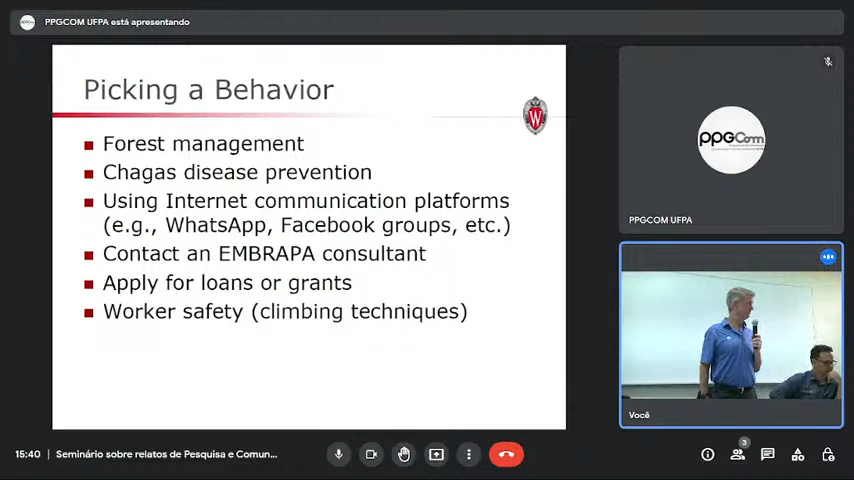 PPGCOM UFPA está apresentando
Picking a Behavior
W
Forest management
Chagas disease prevention
Using Internet communication platforms
(e.g., WhatsApp, Facebook groups, etc.)
Contact an EMBRAPA consultant
Apply for loans or grants
Worker safety (climbing techniques)
PPGCom
PPGCOM UFPA
Você
15:40 | Seminário sobre relatos de Pesquisa e Comun...
3